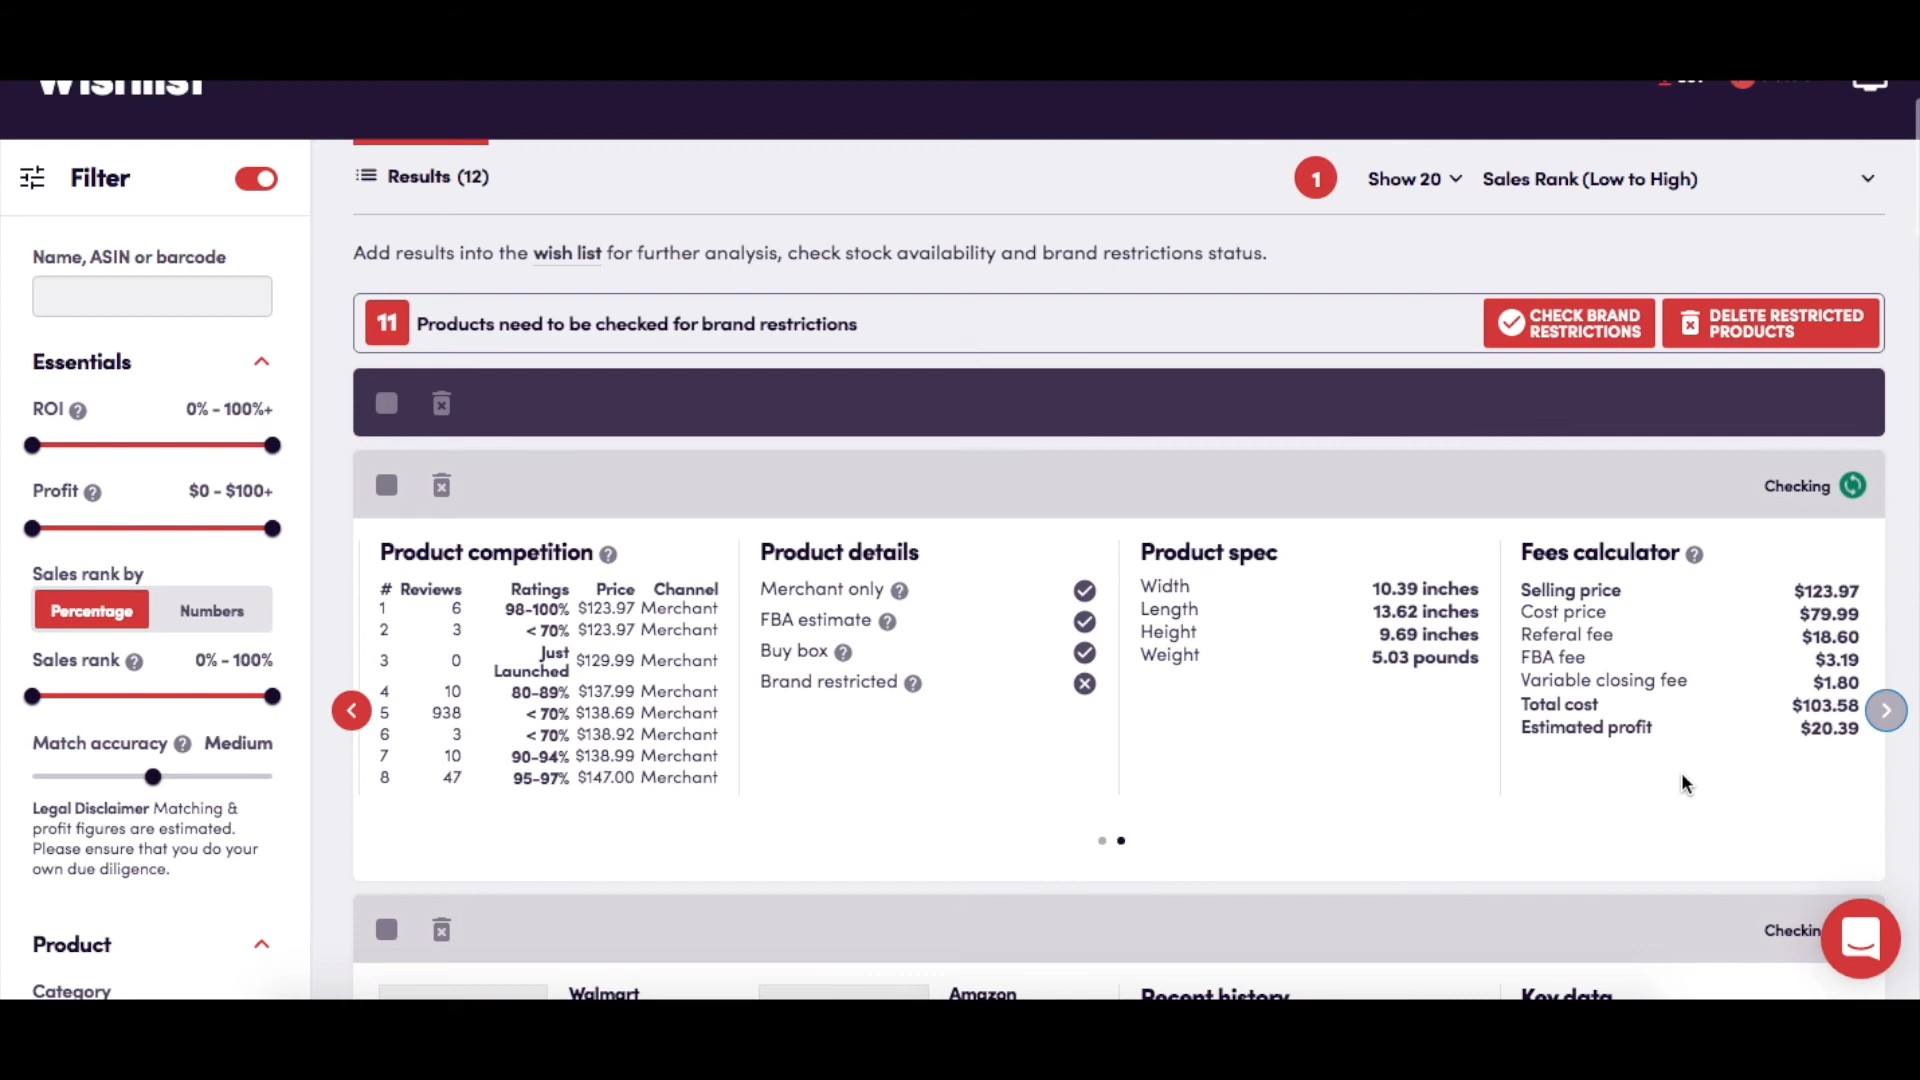 Wishlist
Filter
Name, ASIN or barcode
Essentials
ROI ? 0% - 100%+
Profit ? $0 - $100+
Sales rank by
Percentage Numbers
Sales rank ? 0% - 100%
Match accuracy ? Medium
Legal Disclaimer Matching &
profit figures are estimated.
Please ensure that you do your
own due diligence.
Product
Category
Results (12)
1 Show 20 Sales Rank (Low to High)
Add results into the wish list for further analysis, check stock availability and brand restrictions status.
11 Products need to be checked for brand restrictions
CHECK BRAND
RESTRICTIONS
DELETE RESTRICTED
PRODUCTS
Checking
Product competition ?
# Reviews Ratings Price Channel
1 6 98-100% $123.97 Merchant
2 3 < 70% $123.97 Merchant
3 0 Just Launched $129.99 Merchant
4 10 80-89% $137.99 Merchant
5 938 < 70% $138.69 Merchant
6 3 < 70% $138.92 Merchant
7 10 90-94% $138.99 Merchant
8 47 95-97% $147.00 Merchant
Product details
Merchant only ?
FBA estimate ?
Buy box ?
Brand restricted ?
Product spec
Width 10.39 inches
Length 13.62 inches
Height 9.69 inches
Weight 5.03 pounds
Fees calculator ?
Selling price $123.97
Cost price $79.99
Referal fee $18.60
FBA fee $3.19
Variable closing fee $1.80
Total cost $103.58
Estimated profit $20.39
Checkin
Walmart Amazon Recent history Key data